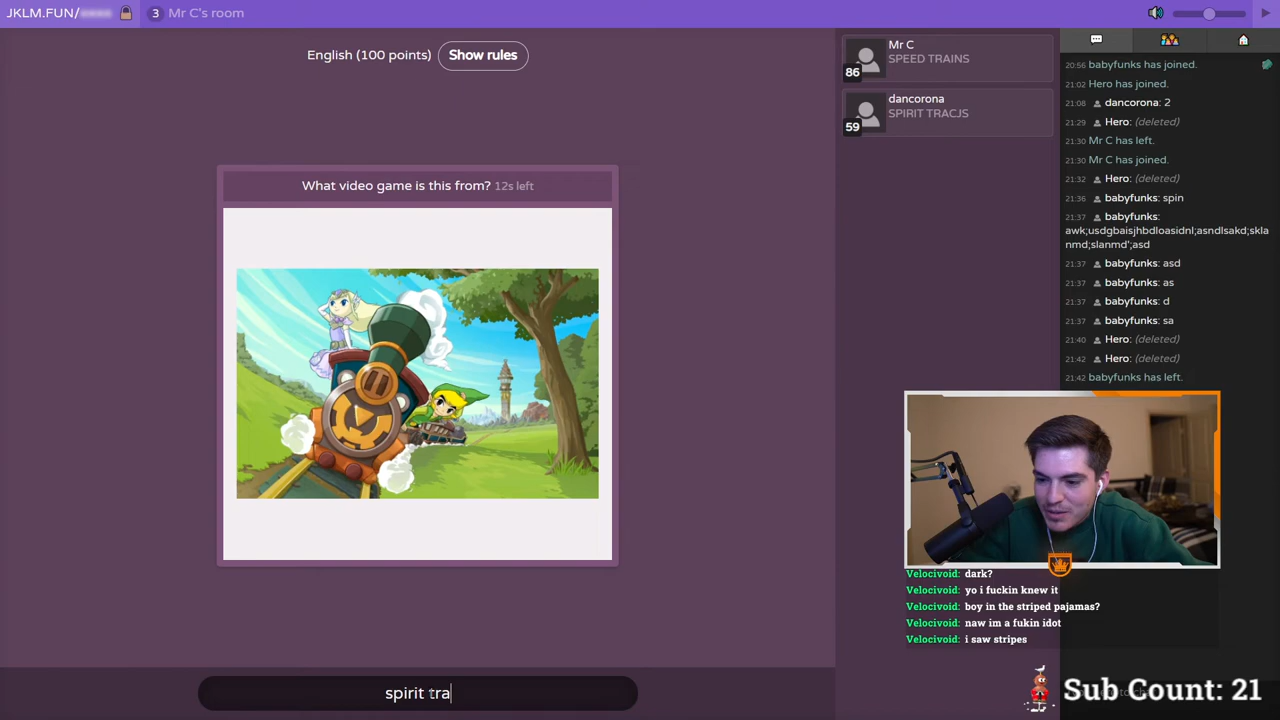 JKLM.FUN/
3 Mr C's room
English (100 points) Show rules
What video game is this from? 12s left
spirit tra
Mr C
SPEED TRAINS
86
dancorona
SPIRIT TRACJS
59
20:56 babyfunks has joined.
21:02 Hero has joined.
21:08 dancorona: 2
21:29 Hero: (deleted)
21:30 Mr C has left.
21:30 Mr C has joined.
21:32 Hero: (deleted)
21:36 babyfunks: spin
21:37 babyfunks:
awk;usdgbaisjhbdloasidnl;asndlsakd;skla
nmd;slanmd';asd
21:37 babyfunks: asd
21:37 babyfunks: as
21:37 babyfunks: d
21:37 babyfunks: sa
21:40 Hero: (deleted)
21:42 Hero: (deleted)
21:42 babyfunks has left.
Velocivoid: dark?
Velocivoid: yo i fuckin knew it
Velocivoid: boy in the striped pajamas?
Velocivoid: naw im a fukin idot
Velocivoid: i saw stripes
Sub Count: 21